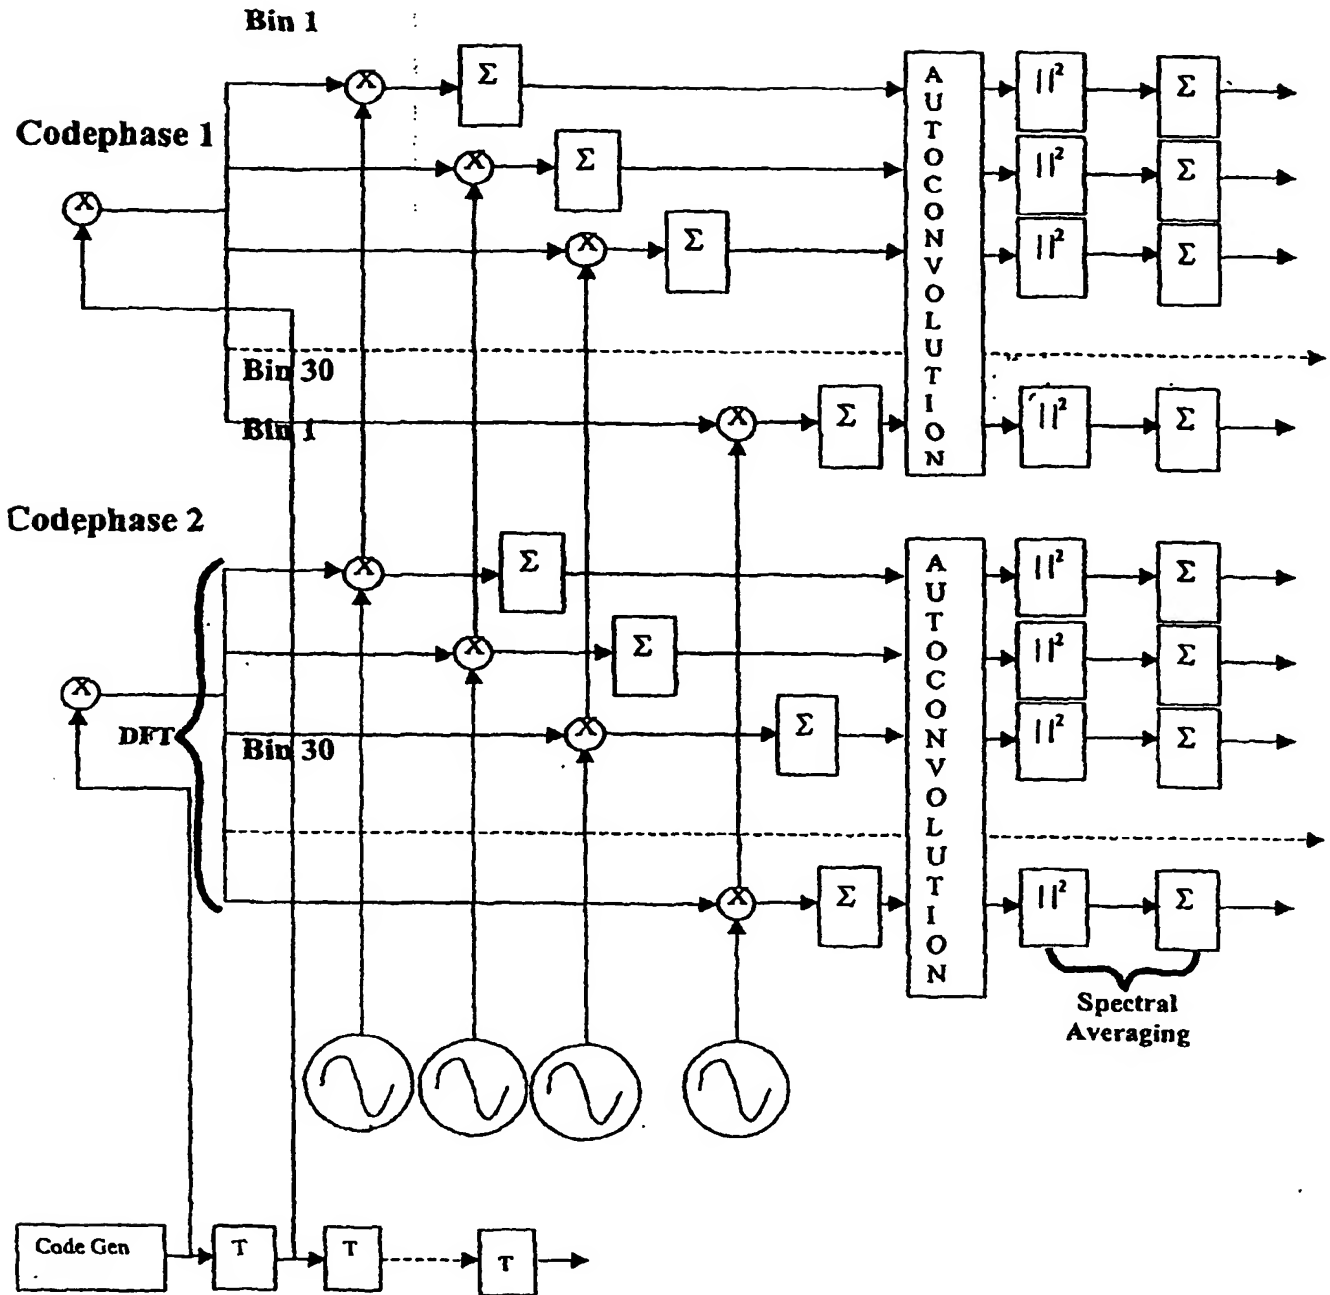 Bin 1
Σ
| |²
Σ
Codephase 1
X
Σ
| |²
Σ
X
X
Σ
| |²
Σ
X
AUTOCONVOLUTION
Bin 30
Bin 1
X
Σ
| |²
Σ
Codephase 2
X
Σ
| |²
Σ
X
Σ
| |²
Σ
X
DFT
Bin 30
X
Σ
| |²
Σ
AUTOCONVOLUTION
X
Σ
| |²
Σ
Spectral
Averaging
Code Gen
T
T
T